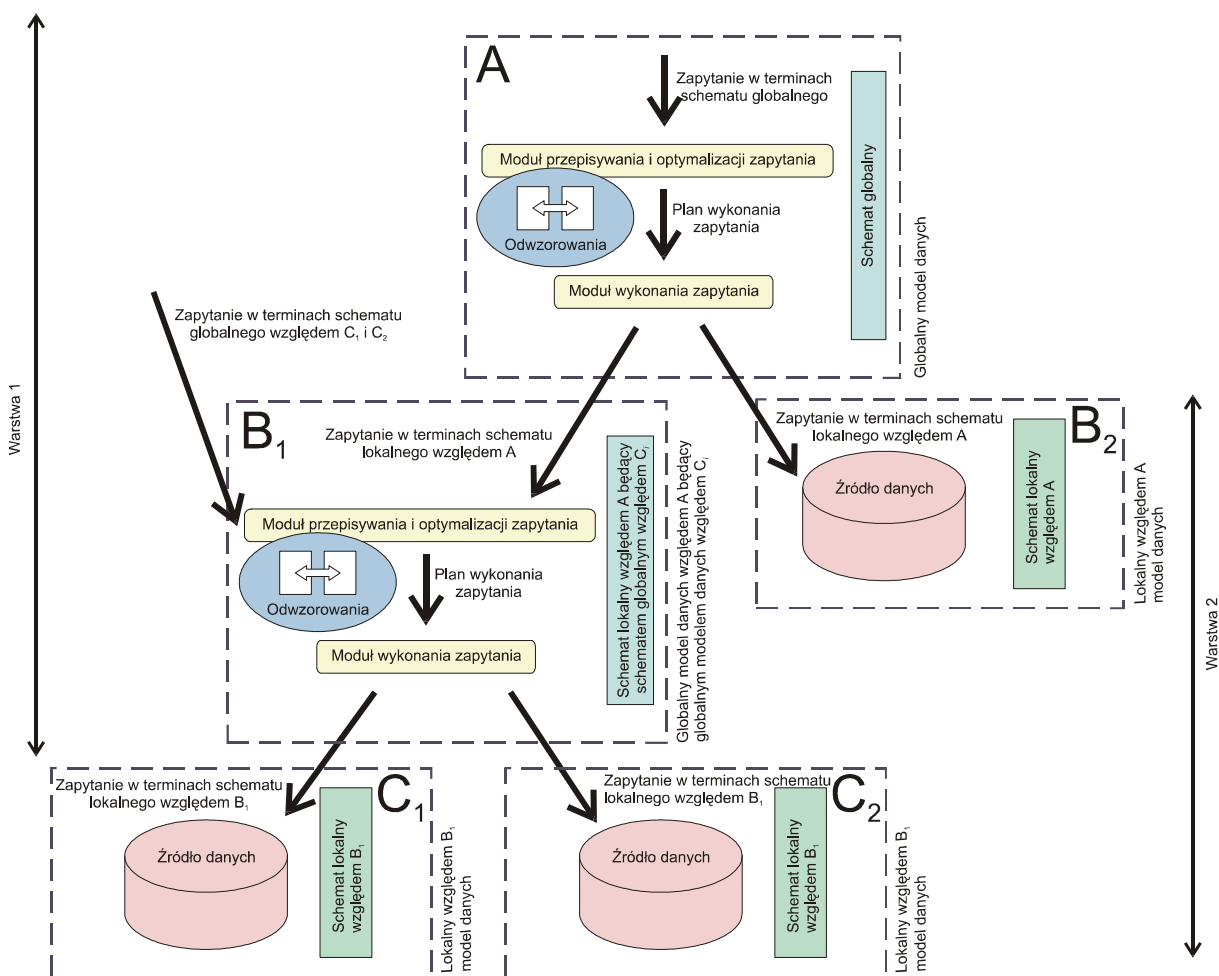 A
Zapytanie w terminach
schematu globalnego
Moduł przepisywania i optymalizacji zapytania
Plan wykonania
zapytania
Odwzorowania
Moduł wykonania zapytania
Schemat globalny
Globalny model danych
Warstwa 1
Zapytanie w terminach schematu
globalnego względem C₁ i C₂
B₁
Zapytanie w terminach schematu
lokalnego względem A
Moduł przepisywania i optymalizacji zapytania
Plan wykonania
zapytania
Odwzorowania
Moduł wykonania zapytania
Schemat lokalny względem A będący
schematem globalnym względem Cᵢ
Globalny model danych względem A będący
globalnym modelem danych względem Cᵢ
B₂
Zapytanie w terminach schematu
lokalnego względem A
Źródło danych
Schemat lokalny
względem A
Lokalny względem A
model danych
Warstwa 2
Zapytanie w terminach schematu
lokalnego względem B₁
C₁
Źródło danych
Schemat lokalny
względem B₁
Lokalny względem B₁
model danych
Zapytanie w terminach schematu
lokalnego względem B₁
C₂
Źródło danych
Schemat lokalny
względem B₁
Lokalny względem B₁
model danych